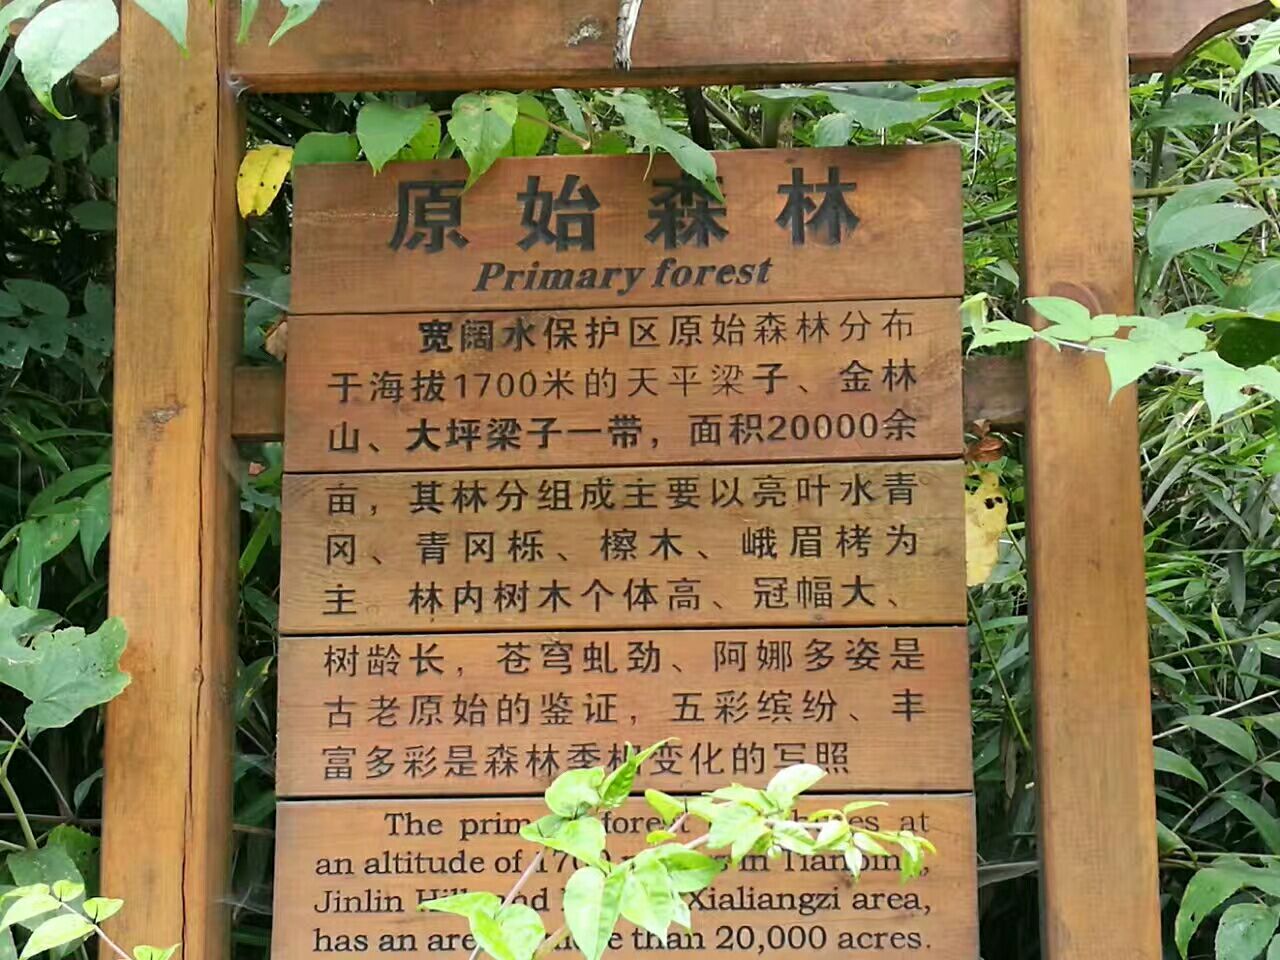 原始森林
Primary forest
宽阔水保护区原始森林分布
于海拔1700米的天平梁子、金林
山、大坪梁子一带，面积20000余
亩，其林分组成主要以亮叶水青
冈、青冈栎、檫木、峨眉栲为
主 林内树木个体高、冠幅大、
树龄长，苍穹虬劲、阿娜多姿是
古老原始的鉴证，五彩缤纷、丰
富多彩是森林季相变化的写照
The forest at
an altitude of in
Jinlin Xialiangzi area,
has an than 20,000 acres.